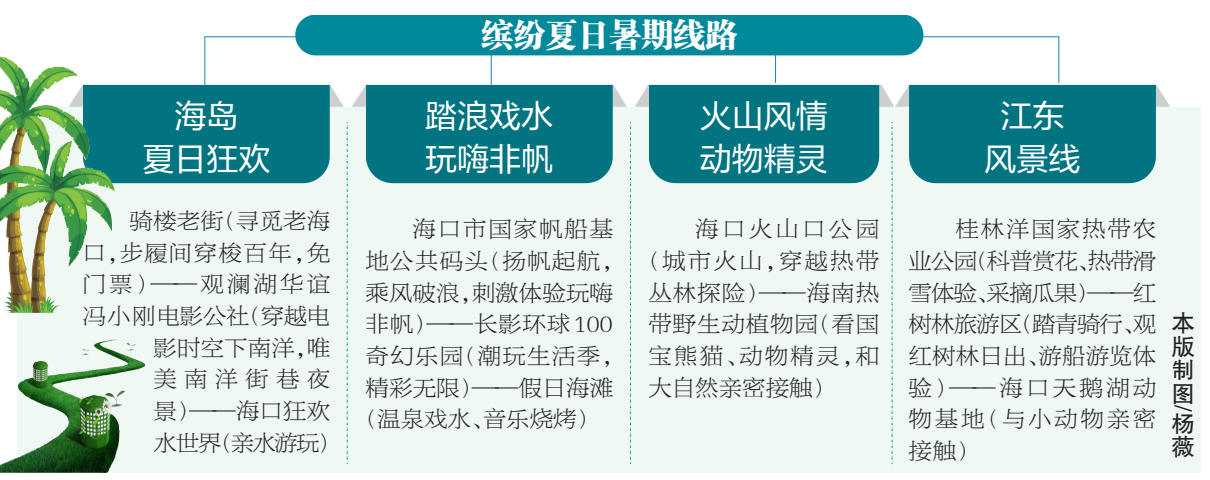 缤纷夏日暑期线路
海岛
夏日狂欢
骑楼老街(寻觅老海
口,步履间穿梭百年,免
门票)——观澜湖华谊
冯小刚电影公社(穿越电
影时空下南洋,唯
美南洋街巷夜
景)——海口狂欢
水世界(亲水游玩)
踏浪戏水
玩嗨非帆
海口市国家帆船基
地公共码头(扬帆起航,
乘风破浪,刺激体验玩嗨
非帆)——长影环球100
奇幻乐园(潮玩生活季,
精彩无限)——假日海滩
(温泉戏水、音乐烧烤)
火山风情
动物精灵
海口火山口公园
(城市火山,穿越热带
丛林探险)——海南热
带野生动植物园(看国
宝熊猫、动物精灵,和
大自然亲密接触)
江东
风景线
桂林洋国家热带农
业公园(科普赏花、热带滑
雪体验、采摘瓜果)——红
树林旅游区(踏青骑行、观
红树林日出、游船游览体
验)——海口天鹅湖动
物基地(与小动物亲密
接触)
本版制图/杨薇